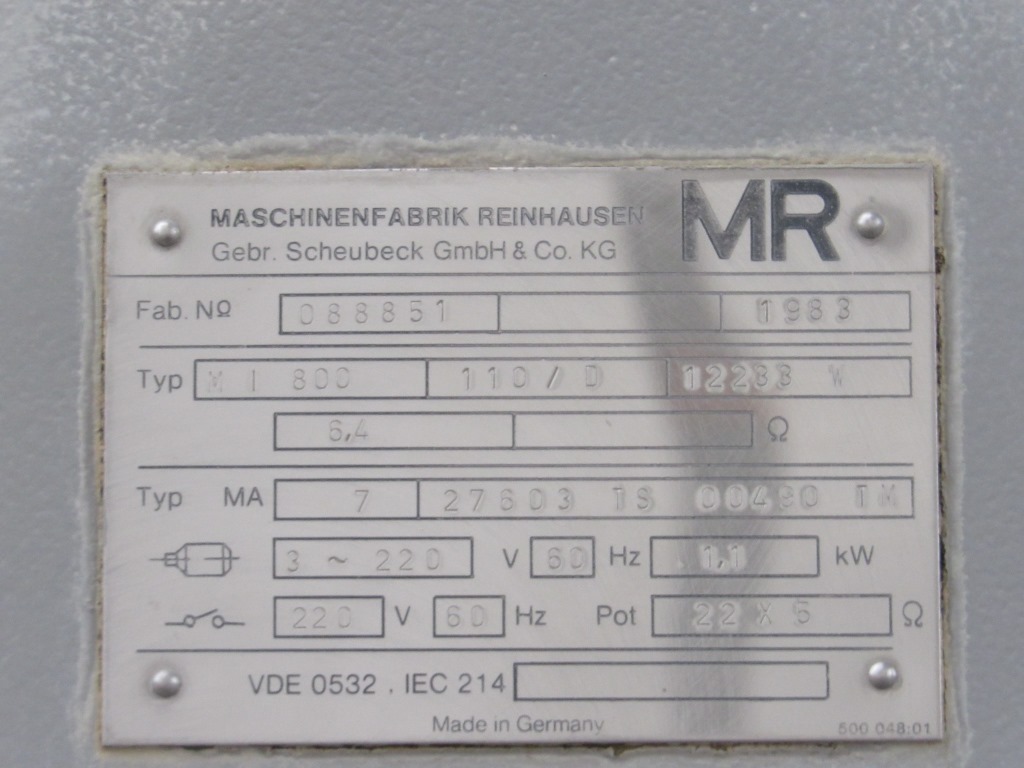 MASCHINENFABRIK REINHAUSEN MR
Gebr. Scheubeck GmbH & Co. KG
Fab. Nº 088851 1983
Typ M I 800 110/D 12233 W
6,4 Ω
Typ MA 7 27603 TS 00490 TM
3 ~ 220 V 60 Hz 1,1 kW
220 V 60 Hz Pot 22 X 5 Ω
VDE 0532 . IEC 214
Made in Germany
500 048:01